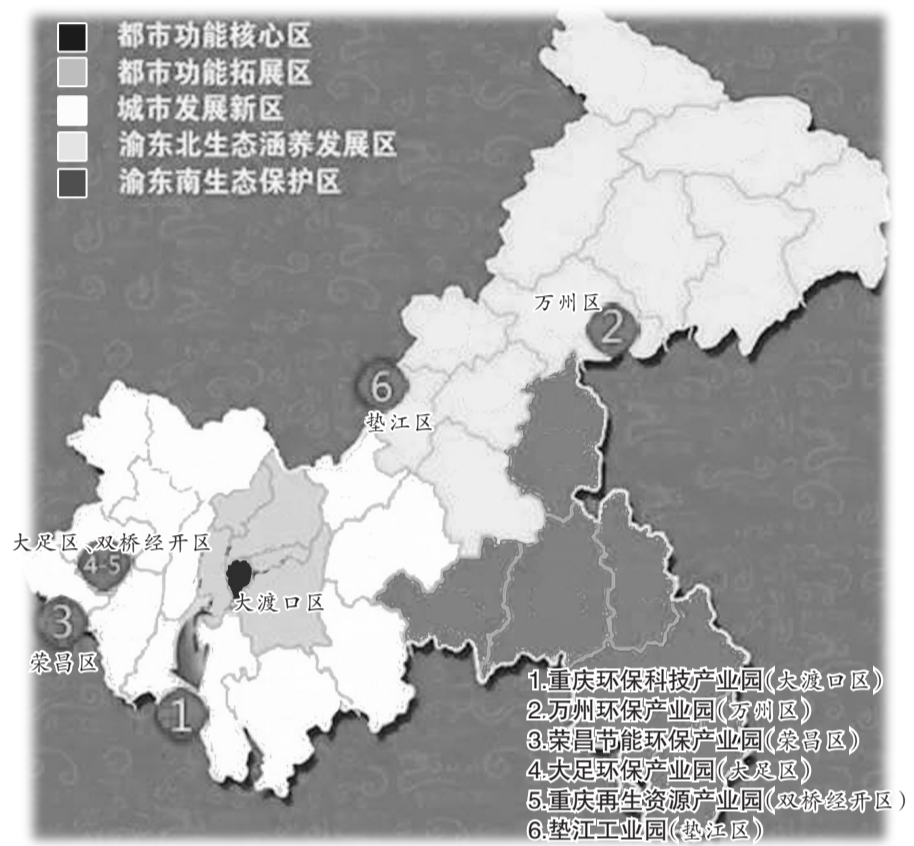 都市功能核心区
都市功能拓展区
城市发展新区
渝东北生态涵养发展区
渝东南生态保护区
万州区
2
6
垫江区
大足区、双桥经开区
4-5
大渡口区
3
荣昌区
1
1.重庆环保科技产业园(大渡口区)
2.万州环保产业园(万州区)
3.荣昌节能环保产业园(荣昌区)
4.大足环保产业园(大足区)
5.重庆再生资源产业园(双桥经开区)
6.垫江工业园(垫江区)